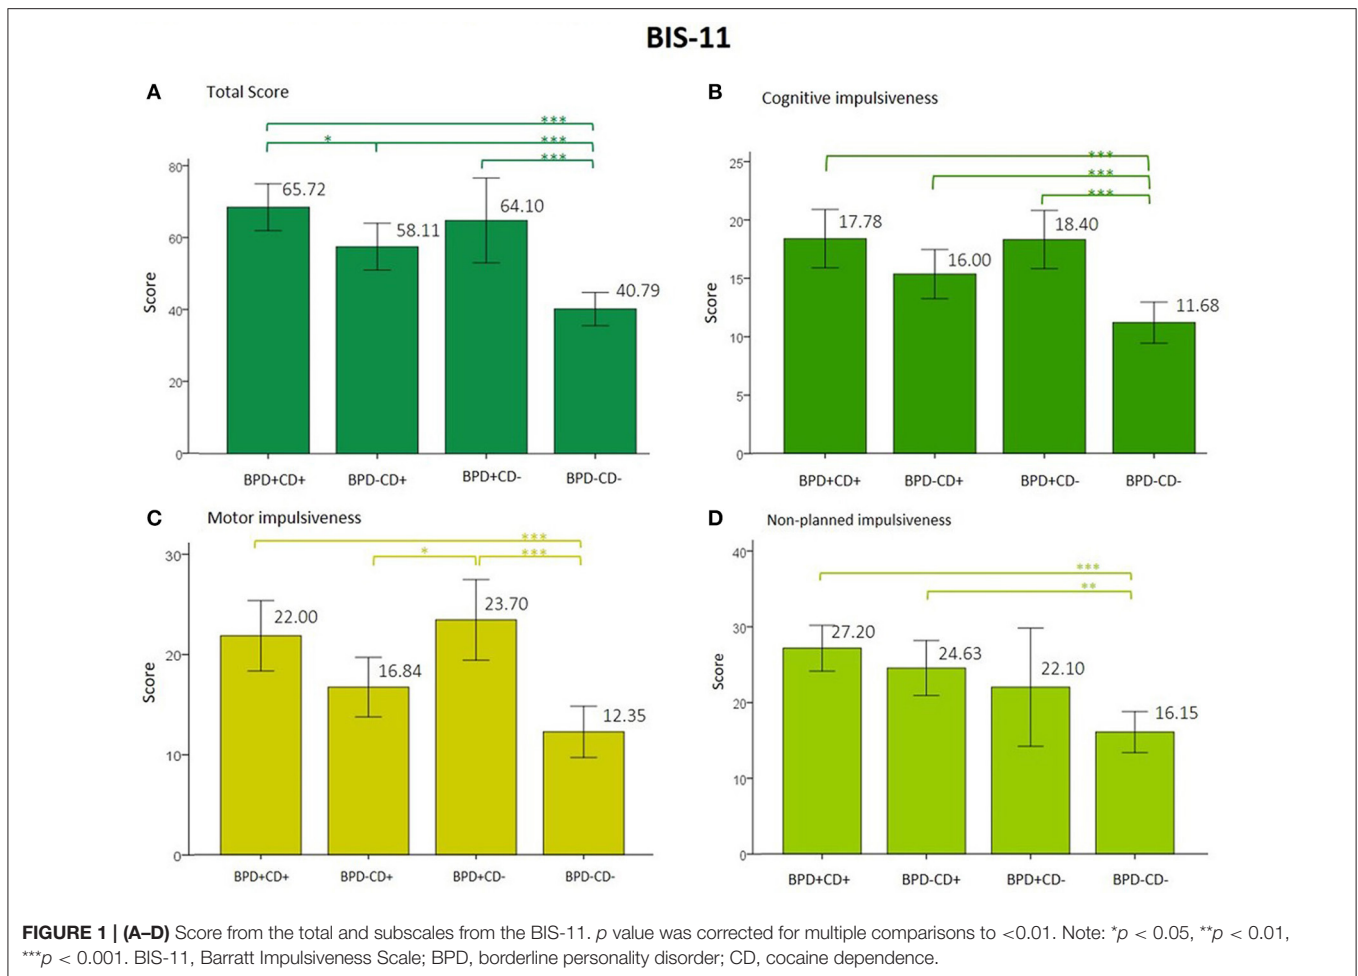 BIS-11
A
Total Score
***
*
***
***
Score
80
60
40
20
0
65.72
58.11
64.10
40.79
BPD+CD+
BPD-CD+
BPD+CD-
BPD-CD-
B
Cognitive impulsiveness
***
***
***
Score
25
20
15
10
5
0
17.78
16.00
18.40
11.68
BPD+CD+
BPD-CD+
BPD+CD-
BPD-CD-
C
Motor impulsiveness
***
*
***
Score
30
20
10
0
22.00
16.84
23.70
12.35
BPD+CD+
BPD-CD+
BPD+CD-
BPD-CD-
D
Non-planned impulsiveness
***
**
Score
40
30
20
10
0
27.20
24.63
22.10
16.15
BPD+CD+
BPD-CD+
BPD+CD-
BPD-CD-
FIGURE 1 | (A–D) Score from the total and subscales from the BIS-11. p value was corrected for multiple comparisons to <0.01. Note: *p < 0.05, **p < 0.01,
***p < 0.001. BIS-11, Barratt Impulsiveness Scale; BPD, borderline personality disorder; CD, cocaine dependence.